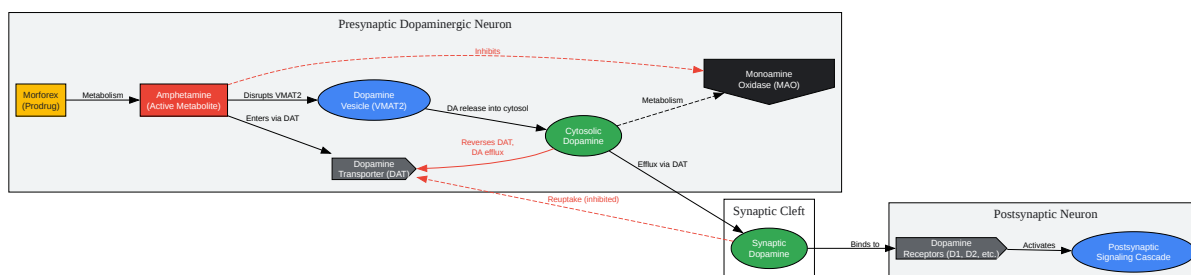 Presynaptic Dopaminergic Neuron
Inhibits
Morforex
(Prodrug)
Metabolism
Amphetamine
(Active Metabolite)
Disrupts VMAT2
Dopamine
Vesicle (VMAT2)
DA release into cytosol
Metabolism
Monoamine
Oxidase (MAO)
Enters via DAT
Cytosolic
Dopamine
Reverses DAT,
DA efflux
Dopamine
Transporter (DAT)
Efflux via DAT
Reuptake (inhibited)
Synaptic Cleft
Synaptic
Dopamine
Binds to
Postsynaptic Neuron
Dopamine
Receptors (D1, D2, etc.)
Activates
Postsynaptic
Signaling Cascade